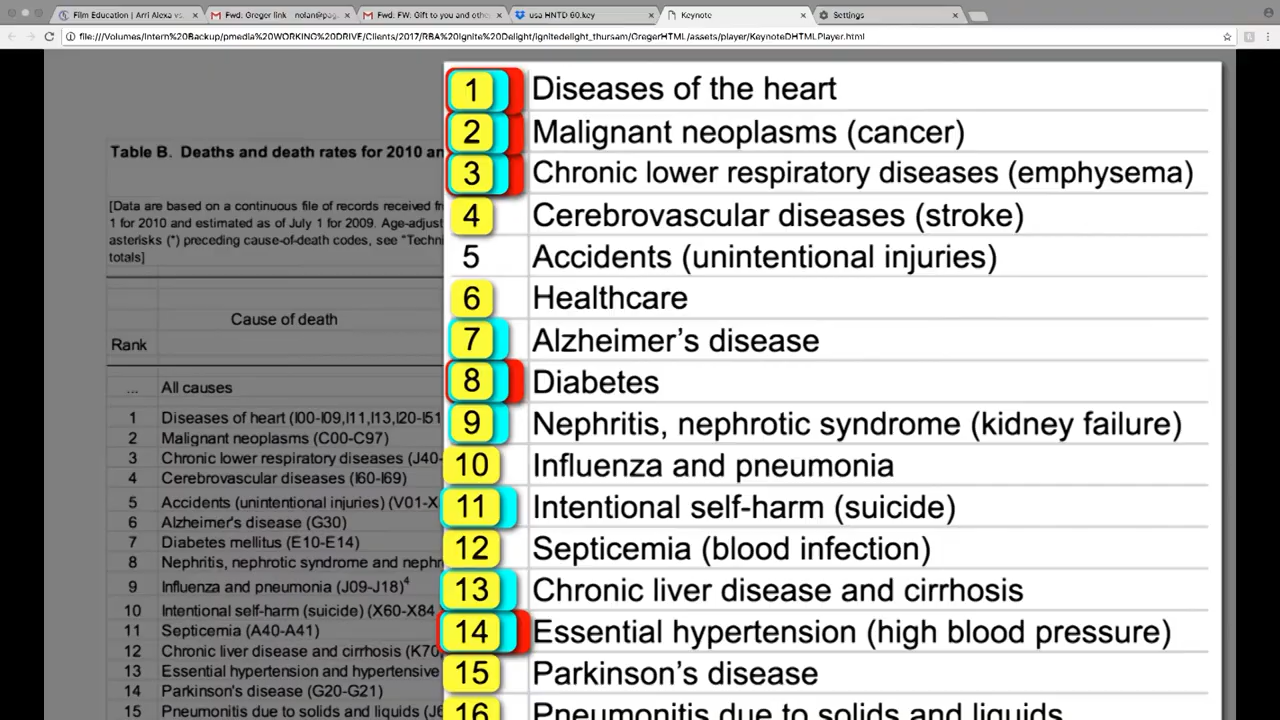 Film Education | Arri Alexa vs.
Fwd: Greger link - nolan@pag
Fwd: FW: Gift to you and other
usa HNTD 60.key
Keynote
Settings
file:///Volumes/Intern%20Backup/pmedia%20WORKING%20DRIVE/Clients/2017/RBA%20Ignite%20Delight/ignitedelight_thursam/GregerHTML/assets/player/KeynoteDHTMLPlayer.html
Table B. Deaths and death rates for 2010 an
[Data are based on a continuous file of records received fr
1 for 2010 and estimated as of July 1 for 2009. Age-adjust
asterisks (*) preceding cause-of-death codes, see "Techni
totals]
Cause of death
Rank
... All causes
1 Diseases of heart (I00-I09,I11,I13,I20-I51
2 Malignant neoplasms (C00-C97)
3 Chronic lower respiratory diseases (J40-
4 Cerebrovascular diseases (I60-I69)
5 Accidents (unintentional injuries) (V01-X
6 Alzheimer's disease (G30)
7 Diabetes mellitus (E10-E14)
8 Nephritis, nephrotic syndrome and nephr
9 Influenza and pneumonia (J09-J18)4
10 Intentional self-harm (suicide) (X60-X84
11 Septicemia (A40-A41)
12 Chronic liver disease and cirrhosis (K70
13 Essential hypertension and hypertensive
14 Parkinson's disease (G20-G21)
15 Pneumonitis due to solids and liquids (J6
1 Diseases of the heart
2 Malignant neoplasms (cancer)
3 Chronic lower respiratory diseases (emphysema)
4 Cerebrovascular diseases (stroke)
5 Accidents (unintentional injuries)
6 Healthcare
7 Alzheimer's disease
8 Diabetes
9 Nephritis, nephrotic syndrome (kidney failure)
10 Influenza and pneumonia
11 Intentional self-harm (suicide)
12 Septicemia (blood infection)
13 Chronic liver disease and cirrhosis
14 Essential hypertension (high blood pressure)
15 Parkinson's disease
16 Pneumonitis due to solids and liquids